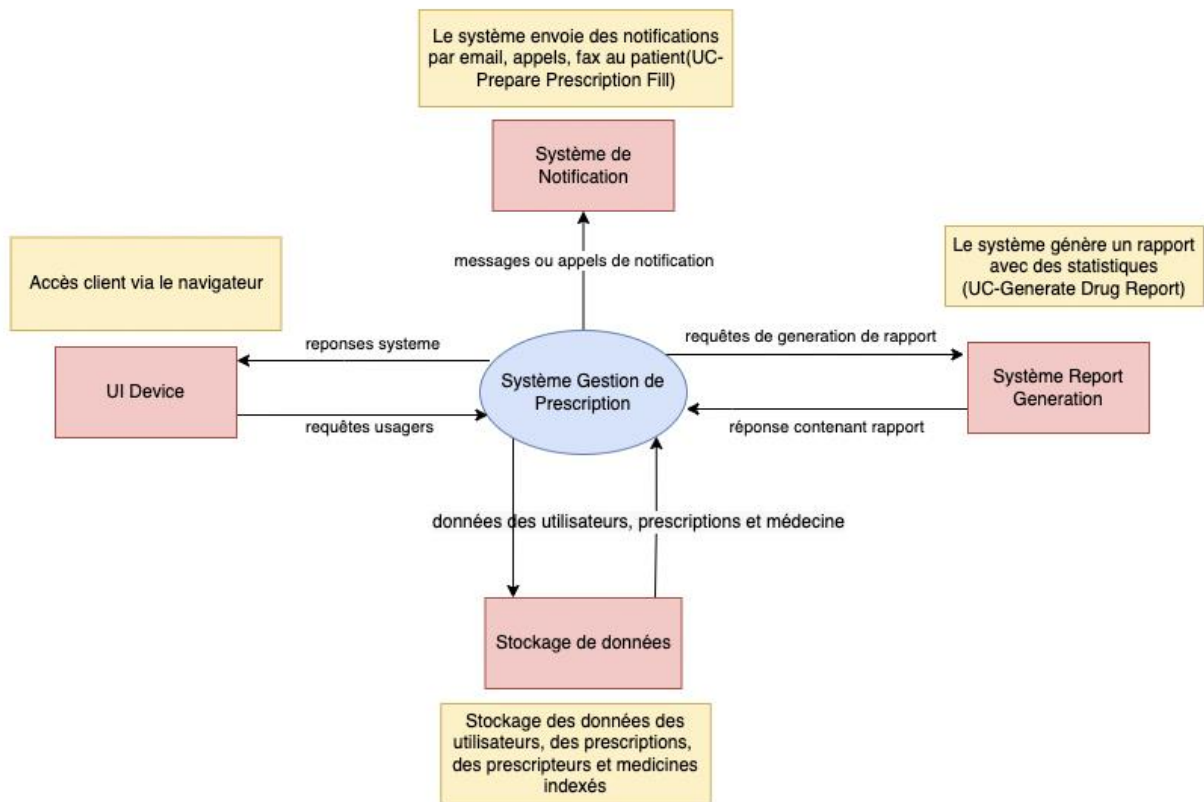 Le système envoie des notifications
par email, appels, fax au patient(UC-
Prepare Prescription Fill)
Système de
Notification
messages ou appels de notification
Accès client via le navigateur
Le système génère un rapport
avec des statistiques
(UC-Generate Drug Report)
reponses systeme
requêtes de generation de rapport
UI Device
Système Gestion de
Prescription
Système Report
Generation
requêtes usagers
réponse contenant rapport
données des utilisateurs, prescriptions et médecine
Stockage de données
Stockage des données des
utilisateurs, des prescriptions,
des prescripteurs et medicines
indexés